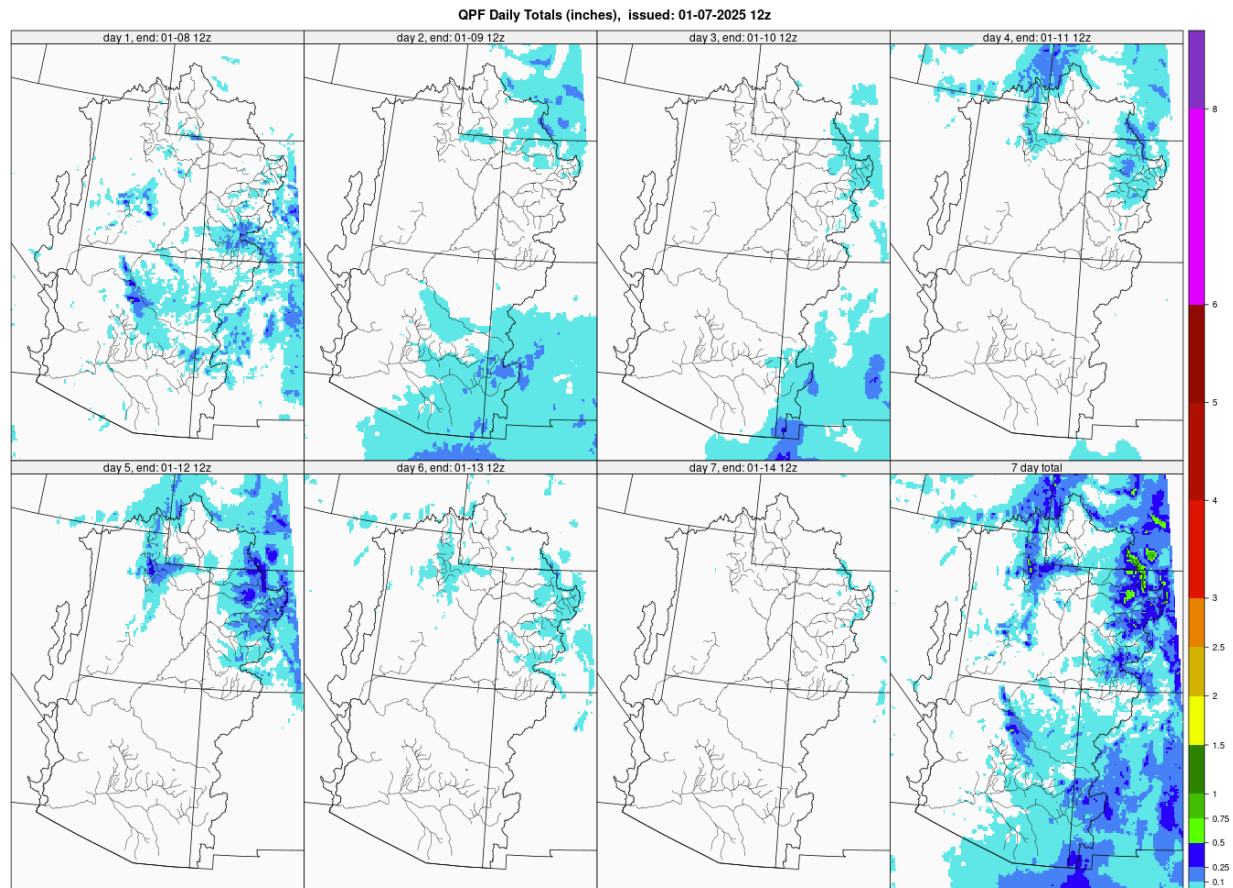 QPF Daily Totals (inches),  issued: 01-07-2025 12z
day 1, end: 01-08 12z
day 2, end: 01-09 12z
day 3, end: 01-10 12z
day 4, end: 01-11 12z
day 5, end: 01-12 12z
day 6, end: 01-13 12z
day 7, end: 01-14 12z
7 day total
8
6
5
4
3
2.5
2
1.5
1
0.75
0.5
0.25
0.1